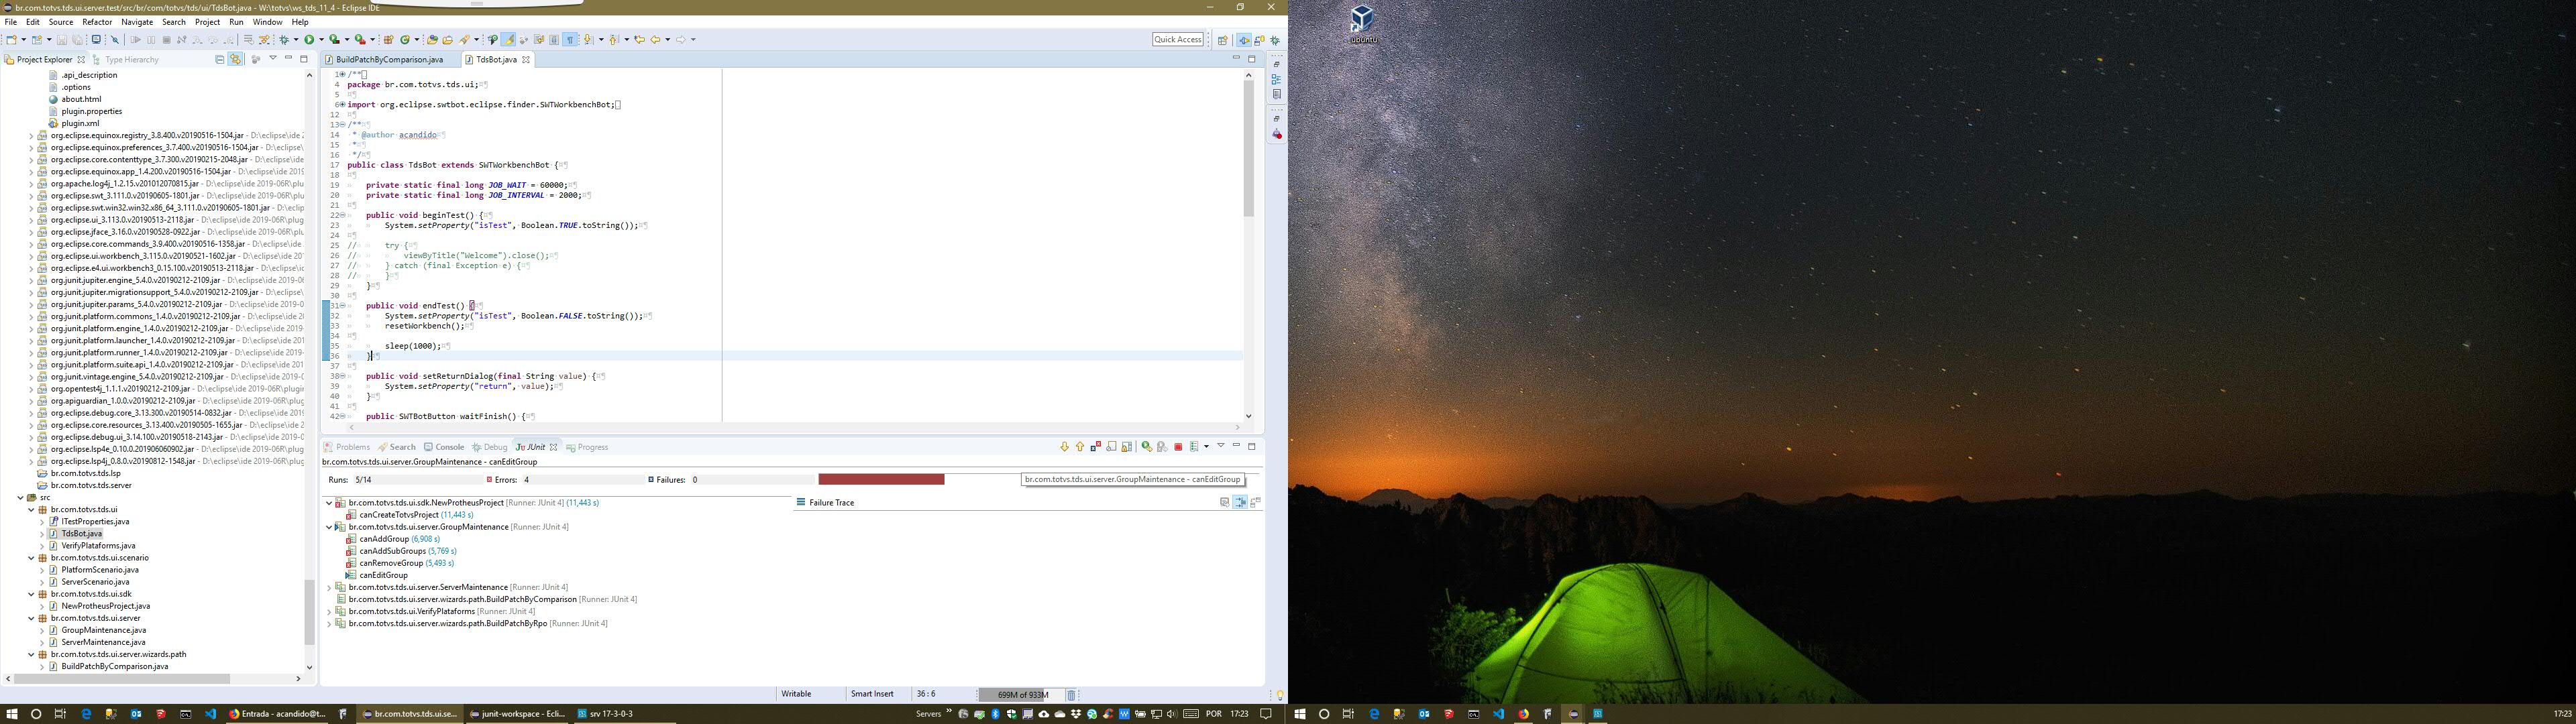 br.com.totvs.tds.ui.server.test/src/br/com/totvs/tds/ui/TdsBot.java - W:\totvs\ws_tds_11_4 - Eclipse IDE
File Edit Source Refactor Navigate Search Project Run Window Help
Quick Access
Project Explorer Type Hierarchy
.api_description
.options
about.html
plugin.properties
plugin.xml
org.eclipse.equinox.registry_3.8.400.v20190516-1504.jar - D:\eclipse\ide 2
org.eclipse.equinox.preferences_3.7.400.v20190516-1504.jar - D:\eclipse
org.eclipse.core.contenttype_3.7.300.v20190215-2048.jar - D:\eclipse\ide
org.eclipse.equinox.app_1.4.200.v20190516-1504.jar - D:\eclipse\ide 2019
org.apache.log4j_1.2.15.v201012070815.jar - D:\eclipse\ide 2019-06R\plug
org.eclipse.swt_3.111.0.v20190605-1801.jar - D:\eclipse\ide 2019-06R\plug
org.eclipse.swt.win32.win32.x86_64_3.111.0.v20190605-1801.jar - D:\eclip
org.eclipse.ui_3.113.0.v20190513-2118.jar - D:\eclipse\ide 2019-06R\plugi
org.eclipse.jface_3.16.0.v20190528-0922.jar - D:\eclipse\ide 2019-06R\plu
org.eclipse.core.commands_3.9.400.v20190516-1358.jar - D:\eclipse\ide
org.eclipse.ui.workbench_3.115.0.v20190521-1602.jar - D:\eclipse\ide 201
org.eclipse.e4.ui.workbench3_0.15.100.v20190513-2118.jar - D:\eclipse\ide
org.junit.jupiter.engine_5.4.0.v20190212-2109.jar - D:\eclipse\ide 2019-06
org.junit.jupiter.migrationsupport_5.4.0.v20190212-2109.jar - D:\eclipse\i
org.junit.jupiter.params_5.4.0.v20190212-2109.jar - D:\eclipse\ide 2019-0
org.junit.platform.commons_1.4.0.v20190212-2109.jar - D:\eclipse\ide 201
org.junit.platform.engine_1.4.0.v20190212-2109.jar - D:\eclipse\ide 2019-
org.junit.platform.launcher_1.4.0.v20190212-2109.jar - D:\eclipse\ide 201
org.junit.platform.runner_1.4.0.v20190212-2109.jar - D:\eclipse\ide 2019-
org.junit.platform.suite.api_1.4.0.v20190212-2109.jar - D:\eclipse\ide 201
org.junit.vintage.engine_5.4.0.v20190212-2109.jar - D:\eclipse\ide 2019-0
org.opentest4j_1.1.1.v20190212-2109.jar - D:\eclipse\ide 2019-06R\plugin
org.apiguardian_1.0.0.v20190212-2109.jar - D:\eclipse\ide 2019-06R\plugi
org.eclipse.debug.core_3.13.300.v20190514-0832.jar - D:\eclipse\ide 2019
org.eclipse.core.resources_3.13.400.v20190505-1655.jar - D:\eclipse\ide 2
org.eclipse.debug.ui_3.14.100.v20190518-2143.jar - D:\eclipse\ide 2019-0
org.eclipse.lsp4e_0.10.0.201906060902.jar - D:\eclipse\ide 2019-06R\plug
org.eclipse.lsp4j_0.8.0.v20190812-1548.jar - D:\eclipse\ide 2019-06R\plug
br.com.totvs.tds.lsp
br.com.totvs.tds.server
src
br.com.totvs.tds.ui
ITestProperties.java
TdsBot.java
VerifyPlataforms.java
br.com.totvs.tds.ui.scenario
PlatformScenario.java
ServerScenario.java
br.com.totvs.tds.ui.sdk
NewProtheusProject.java
br.com.totvs.tds.ui.server
GroupMaintenance.java
ServerMaintenance.java
br.com.totvs.tds.ui.server.wizards.path
BuildPatchByComparison.java
BuildPatchByComparison.java TdsBot.java
1 /**
4 package br.com.totvs.tds.ui;
5
6 import org.eclipse.swtbot.eclipse.finder.SWTWorkbenchBot;
12
13 /**
14 * @author acandido
15 *
16 */
17 public class TdsBot extends SWTWorkbenchBot {
18
19 private static final long JOB_WAIT = 60000;
20 private static final long JOB_INTERVAL = 2000;
21
22 public void beginTest() {
23 System.setProperty("isTest", Boolean.TRUE.toString());
24
25 // try {
26 // viewByTitle("Welcome").close();
27 // } catch (final Exception e) {
28 // }
29 }
30
31 public void endTest() {
32 System.setProperty("isTest", Boolean.FALSE.toString());
33 resetWorkbench();
34
35 sleep(1000);
36 }
37
38 public void setReturnDialog(final String value) {
39 System.setProperty("return", value);
40 }
41
42 public SWTBotButton waitFinish() {
Problems Search Console Debug JUnit Progress
br.com.totvs.tds.ui.server.GroupMaintenance - canEditGroup
Runs: 5/14 Errors: 4 Failures: 0
br.com.totvs.tds.ui.server.GroupMaintenance - canEditGroup
br.com.totvs.tds.ui.sdk.NewProtheusProject [Runner: JUnit 4] (11,443 s)
canCreateTotvsProject (11,443 s)
br.com.totvs.tds.ui.server.GroupMaintenance [Runner: JUnit 4]
canAddGroup (6,908 s)
canAddSubGroups (5,769 s)
canRemoveGroup (5,493 s)
canEditGroup
br.com.totvs.tds.ui.server.ServerMaintenance [Runner: JUnit 4]
br.com.totvs.tds.ui.server.wizards.path.BuildPatchByComparison [Runner: JUnit 4]
br.com.totvs.tds.ui.VerifyPlataforms [Runner: JUnit 4]
br.com.totvs.tds.ui.server.wizards.path.BuildPatchByRpo [Runner: JUnit 4]
Failure Trace
Writable Smart Insert 36 : 6 699M of 933M
Entrada - acandido@t... br.com.totvs.tds.ui.se... junit-workspace - Ecli... srv 17-3-0-3 Servers POR 17:23
ubuntu
17:23